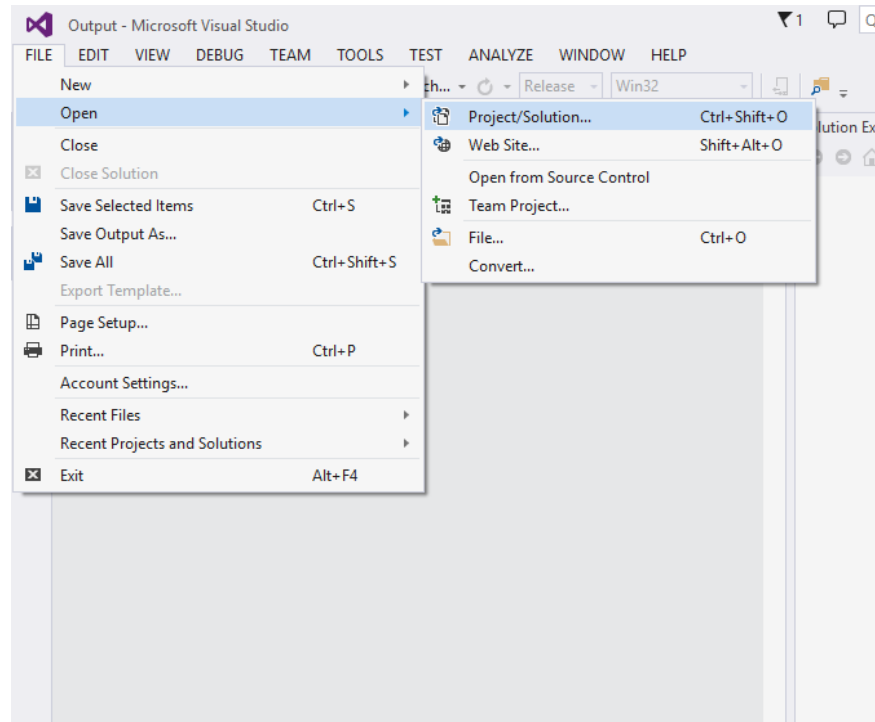 Output - Microsoft Visual Studio 1 Q
FILE EDIT VIEW DEBUG TEAM TOOLS TEST ANALYZE WINDOW HELP
New th... Release Win32
Open
Close
Close Solution
Save Selected Items Ctrl+S
Save Output As...
Save All Ctrl+Shift+S
Export Template...
Page Setup...
Print... Ctrl+P
Account Settings...
Recent Files
Recent Projects and Solutions
Exit Alt+F4
Project/Solution... Ctrl+Shift+O
Web Site... Shift+Alt+O
Open from Source Control
Team Project...
File... Ctrl+O
Convert...
lution Ex